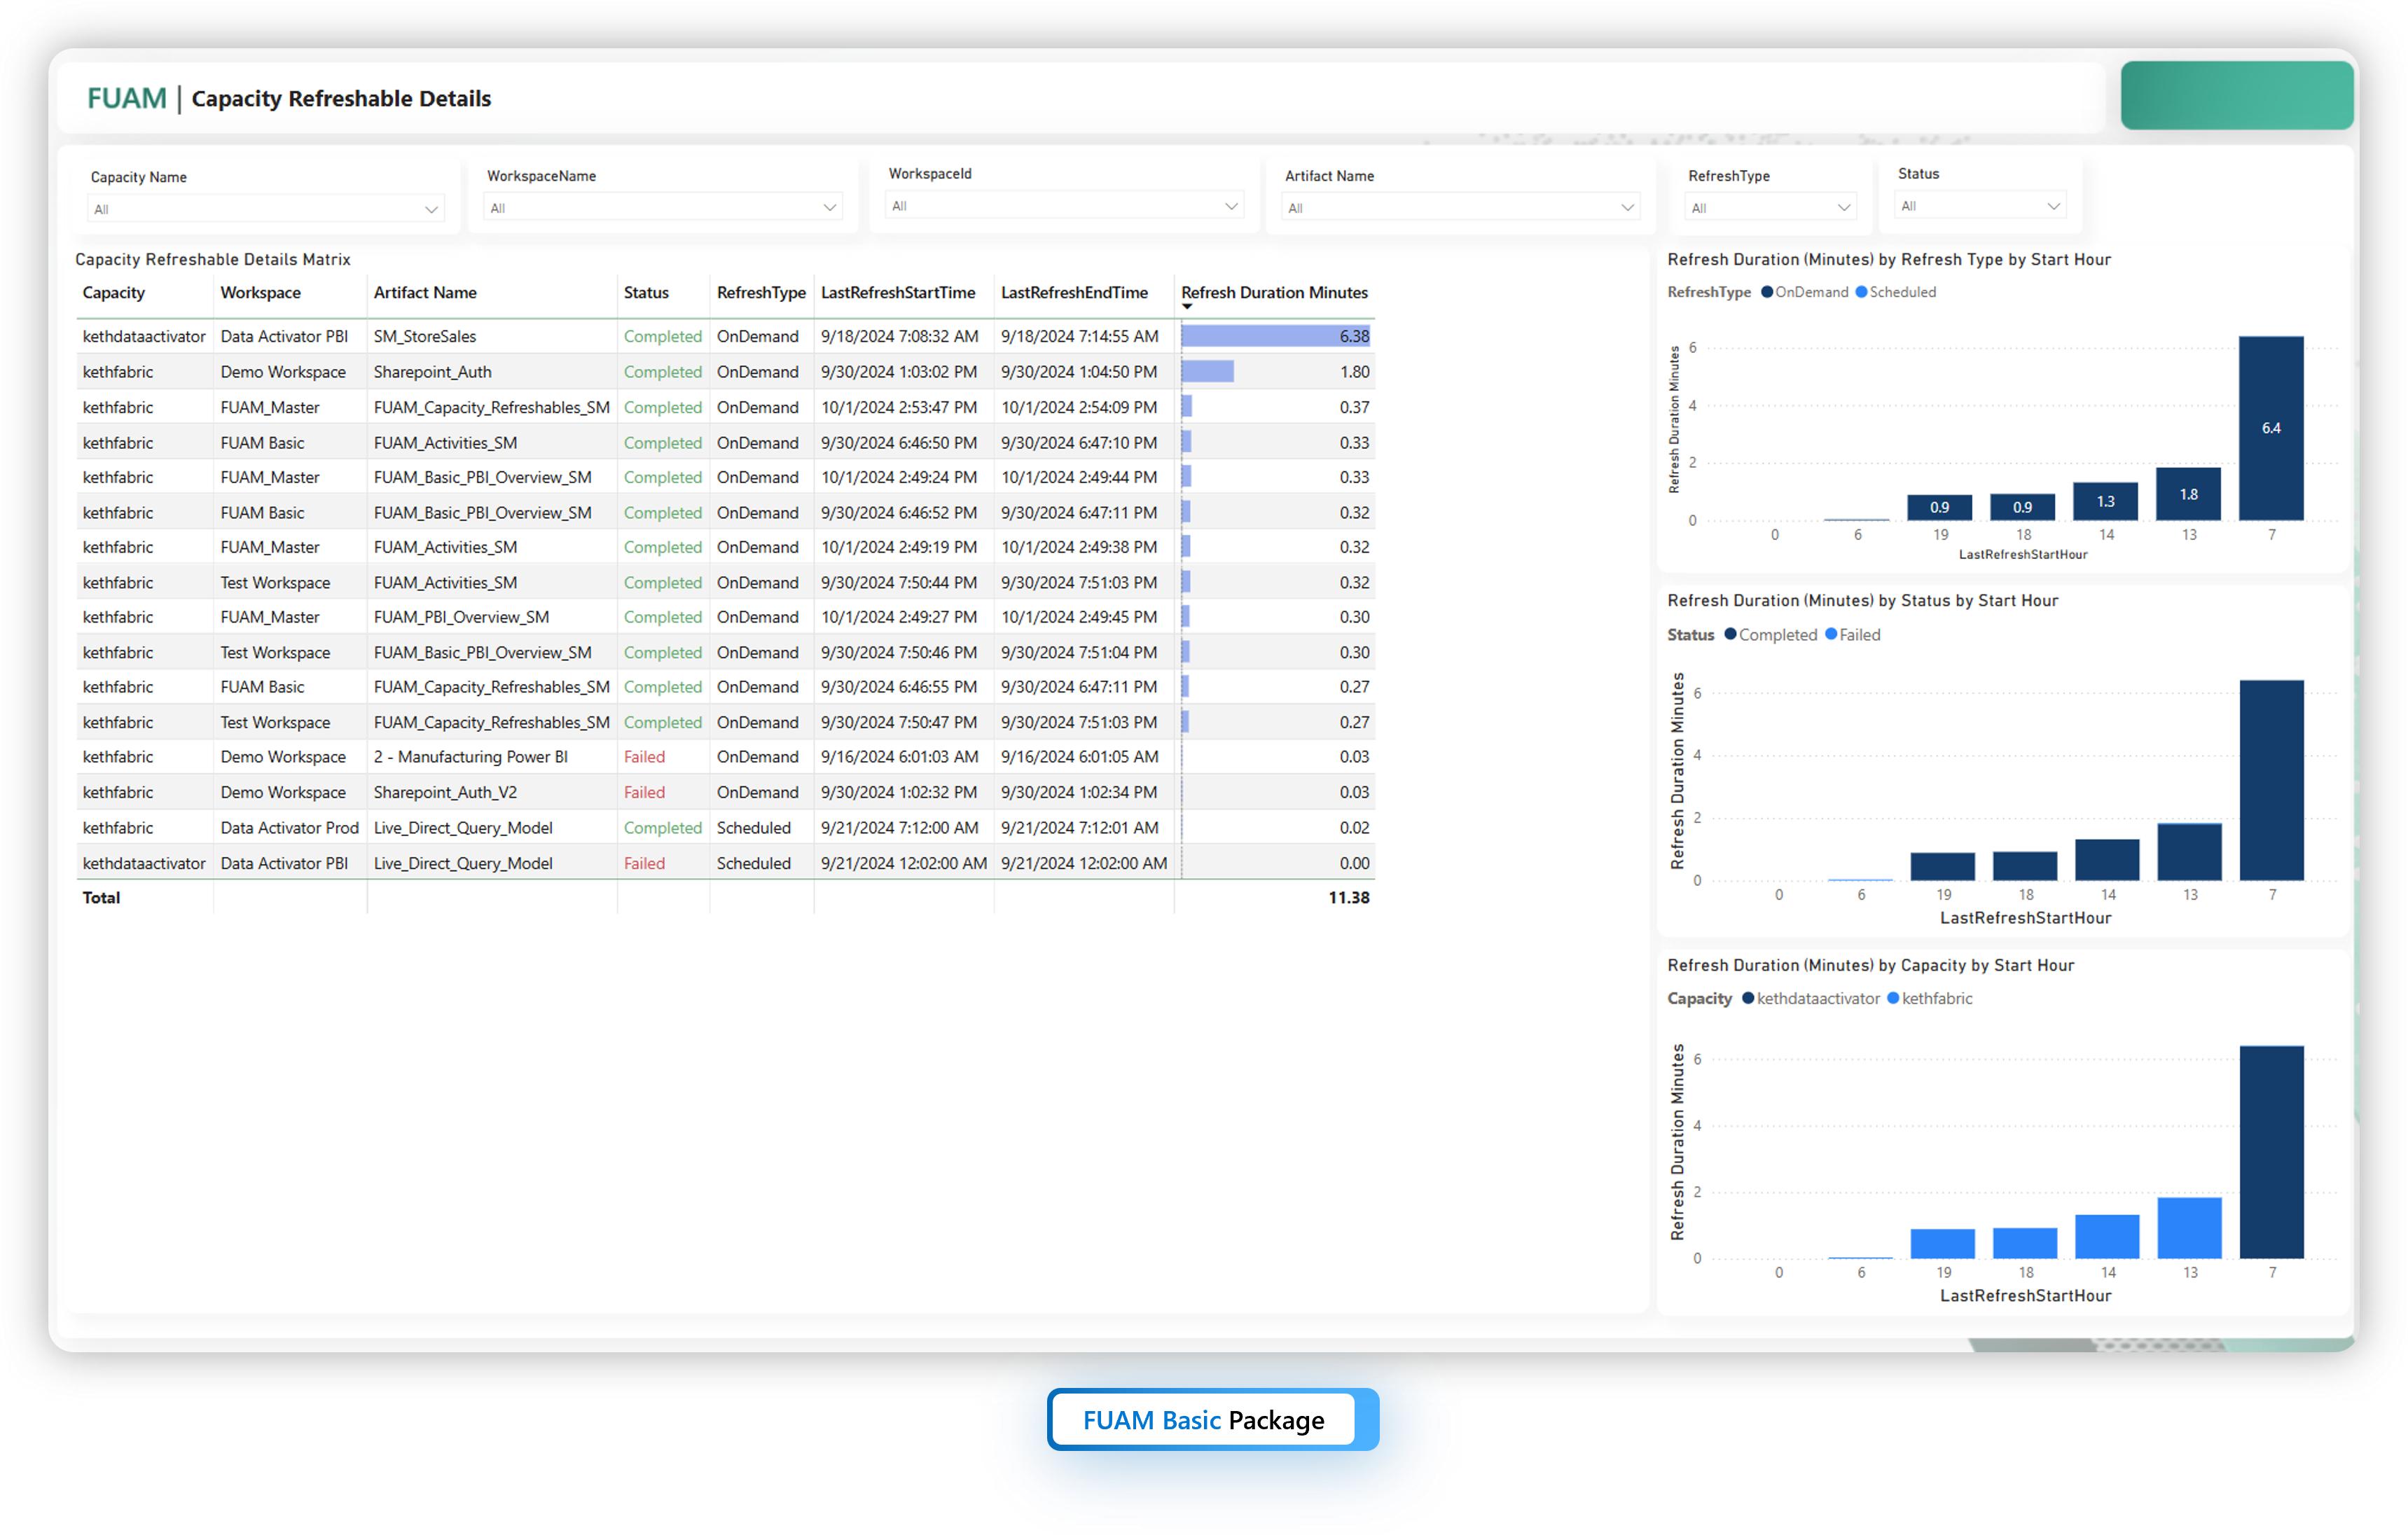 FUAM | Capacity Refreshable Details
Capacity Name WorkspaceName WorkspaceId Artifact Name RefreshType Status
All All All All All All
Capacity Refreshable Details Matrix
Capacity Workspace Artifact Name Status RefreshType LastRefreshStartTime LastRefreshEndTime Refresh Duration Minutes
kethdataactivator Data Activator PBI SM_StoreSales Completed OnDemand 9/18/2024 7:08:32 AM 9/18/2024 7:14:55 AM 6.38
kethfabric Demo Workspace Sharepoint_Auth Completed OnDemand 9/30/2024 1:03:02 PM 9/30/2024 1:04:50 PM 1.80
kethfabric FUAM_Master FUAM_Capacity_Refreshables_SM Completed OnDemand 10/1/2024 2:53:47 PM 10/1/2024 2:54:09 PM 0.37
kethfabric FUAM Basic FUAM_Activities_SM Completed OnDemand 9/30/2024 6:46:50 PM 9/30/2024 6:47:10 PM 0.33
kethfabric FUAM_Master FUAM_Basic_PBI_Overview_SM Completed OnDemand 10/1/2024 2:49:24 PM 10/1/2024 2:49:44 PM 0.33
kethfabric FUAM Basic FUAM_Basic_PBI_Overview_SM Completed OnDemand 9/30/2024 6:46:52 PM 9/30/2024 6:47:11 PM 0.32
kethfabric FUAM_Master FUAM_Activities_SM Completed OnDemand 10/1/2024 2:49:19 PM 10/1/2024 2:49:38 PM 0.32
kethfabric Test Workspace FUAM_Activities_SM Completed OnDemand 9/30/2024 7:50:44 PM 9/30/2024 7:51:03 PM 0.32
kethfabric FUAM_Master FUAM_PBI_Overview_SM Completed OnDemand 10/1/2024 2:49:27 PM 10/1/2024 2:49:45 PM 0.30
kethfabric Test Workspace FUAM_Basic_PBI_Overview_SM Completed OnDemand 9/30/2024 7:50:46 PM 9/30/2024 7:51:04 PM 0.30
kethfabric FUAM Basic FUAM_Capacity_Refreshables_SM Completed OnDemand 9/30/2024 6:46:55 PM 9/30/2024 6:47:11 PM 0.27
kethfabric Test Workspace FUAM_Capacity_Refreshables_SM Completed OnDemand 9/30/2024 7:50:47 PM 9/30/2024 7:51:03 PM 0.27
kethfabric Demo Workspace 2 - Manufacturing Power BI Failed OnDemand 9/16/2024 6:01:03 AM 9/16/2024 6:01:05 AM 0.03
kethfabric Demo Workspace Sharepoint_Auth_V2 Failed OnDemand 9/30/2024 1:02:32 PM 9/30/2024 1:02:34 PM 0.03
kethfabric Data Activator Prod Live_Direct_Query_Model Completed Scheduled 9/21/2024 7:12:00 AM 9/21/2024 7:12:01 AM 0.02
kethdataactivator Data Activator PBI Live_Direct_Query_Model Failed Scheduled 9/21/2024 12:02:00 AM 9/21/2024 12:02:00 AM 0.00
Total 11.38
Refresh Duration (Minutes) by Refresh Type by Start Hour
RefreshType OnDemand Scheduled
Refresh Duration Minutes
6
4
2
0
0.9 0.9 1.3 1.8 6.4
0 6 19 18 14 13 7
LastRefreshStartHour
Refresh Duration (Minutes) by Status by Start Hour
Status Completed Failed
Refresh Duration Minutes
6
4
2
0
0 6 19 18 14 13 7
LastRefreshStartHour
Refresh Duration (Minutes) by Capacity by Start Hour
Capacity kethdataactivator kethfabric
Refresh Duration Minutes
6
4
2
0
0 6 19 18 14 13 7
LastRefreshStartHour
FUAM Basic Package